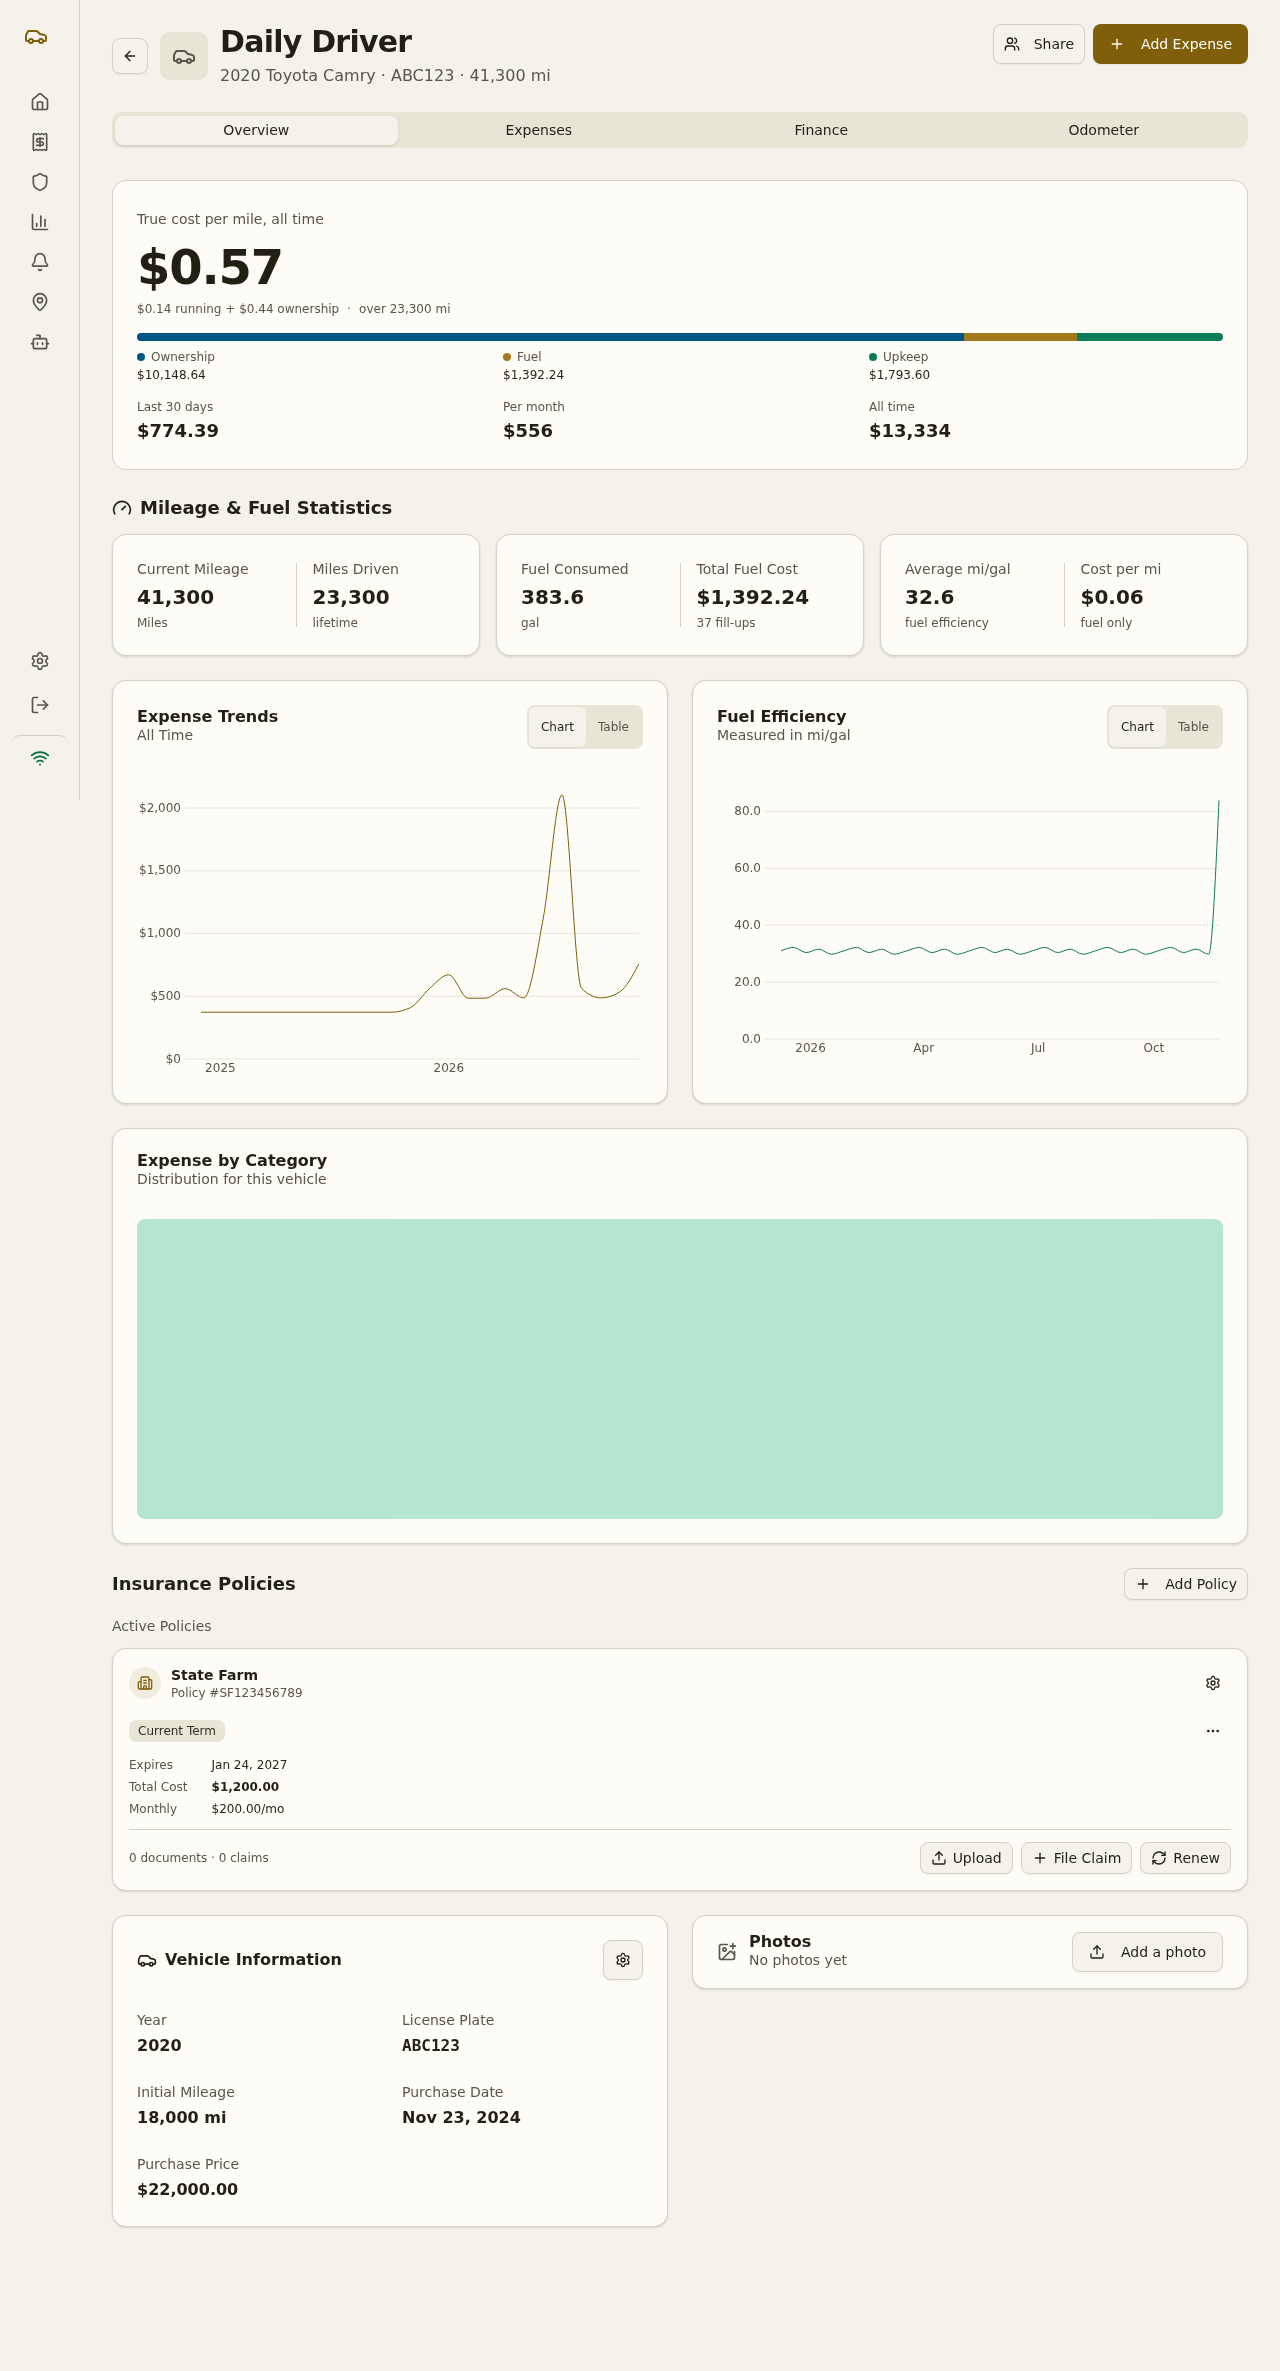 Daily Driver
2020 Toyota Camry · ABC123 · 41,300 mi
Share
Add Expense
Overview
Expenses
Finance
Odometer
True cost per mile, all time
$0.57
$0.14 running + $0.44 ownership · over 23,300 mi
Ownership
$10,148.64
Fuel
$1,392.24
Upkeep
$1,793.60
Last 30 days
$774.39
Per month
$556
All time
$13,334
Mileage & Fuel Statistics
Current Mileage
41,300
Miles
Miles Driven
23,300
lifetime
Fuel Consumed
383.6
gal
Total Fuel Cost
$1,392.24
37 fill-ups
Average mi/gal
32.6
fuel efficiency
Cost per mi
$0.06
fuel only
Expense Trends
All Time
Chart
Table
$2,000
$1,500
$1,000
$500
$0
2025
2026
Fuel Efficiency
Measured in mi/gal
Chart
Table
80.0
60.0
40.0
20.0
0.0
2026
Apr
Jul
Oct
Expense by Category
Distribution for this vehicle
Insurance Policies
Add Policy
Active Policies
State Farm
Policy #SF123456789
Current Term
Expires Jan 24, 2027
Total Cost $1,200.00
Monthly $200.00/mo
0 documents · 0 claims
Upload
File Claim
Renew
Vehicle Information
Year
2020
License Plate
ABC123
Initial Mileage
18,000 mi
Purchase Date
Nov 23, 2024
Purchase Price
$22,000.00
Photos
No photos yet
Add a photo